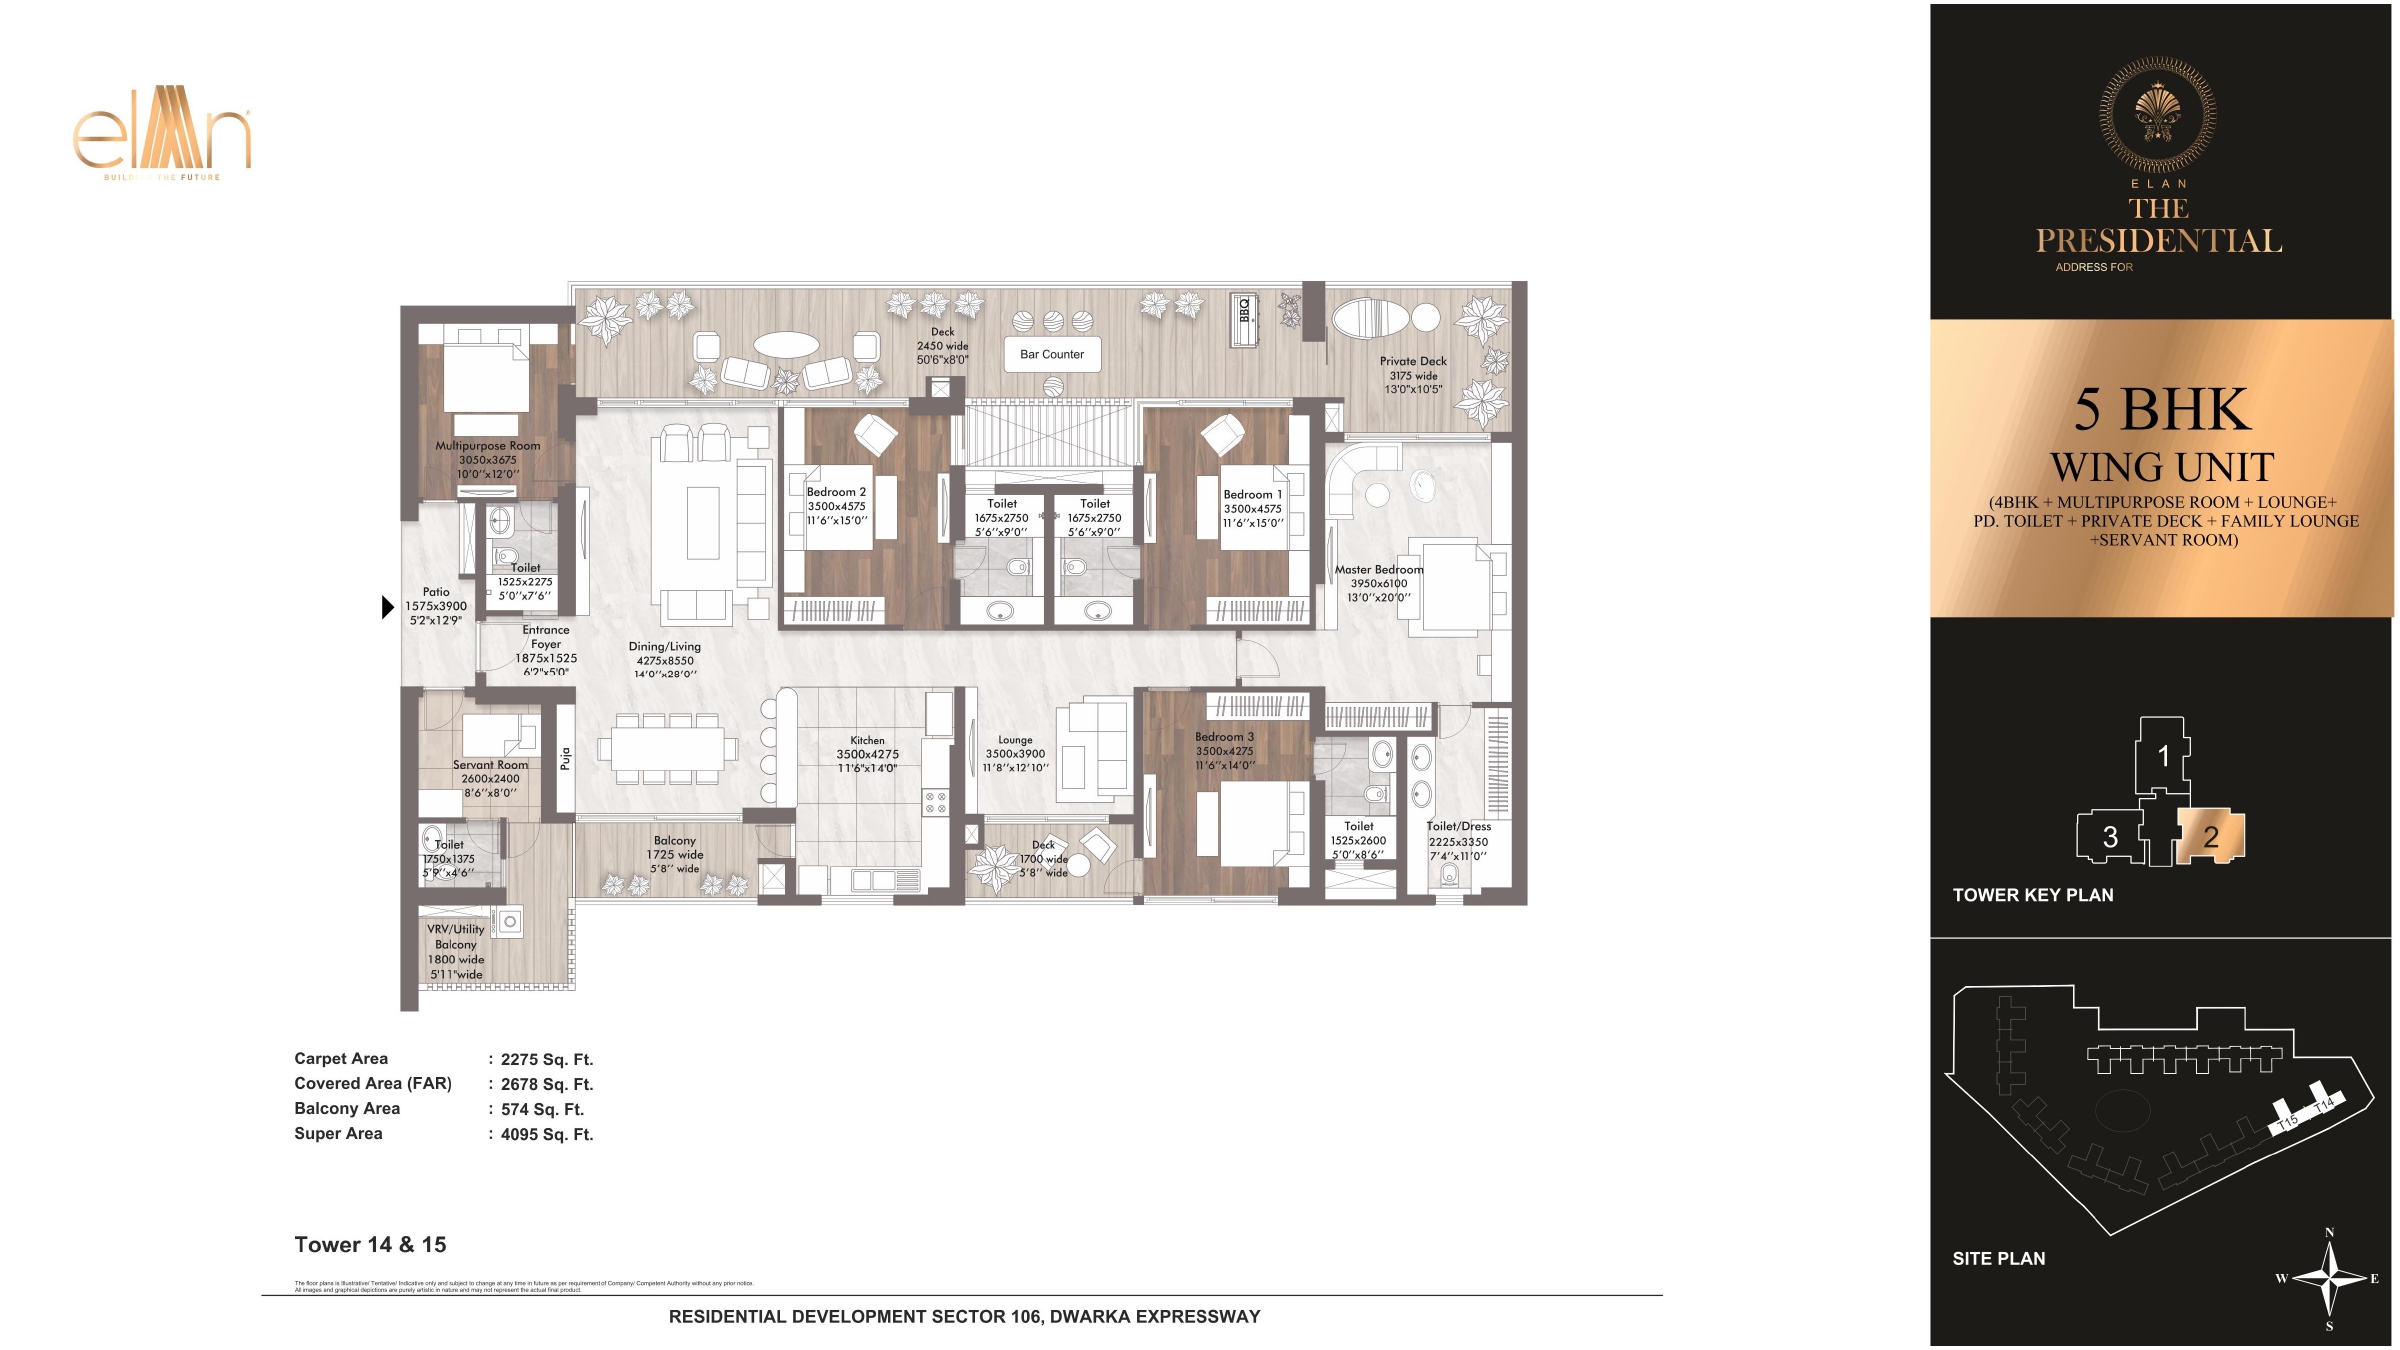 elan
BUILDING THE FUTURE
Deck
2450 wide
50'6"x8'0"
Bar Counter
BBQ
Private Deck
3175 wide
13'0"x10'5"
Multipurpose Room
3050x3675
10'0''x12'0''
Bedroom 2
3500x4575
11'6''x15'0''
Toilet
1675x2750
5'6''x9'0''
Toilet
1675x2750
5'6''x9'0''
Bedroom 1
3500x4575
11'6''x15'0''
Toilet
1525x2275
5'0''x7'6''
Master Bedroom
3950x6100
13'0''x20'0''
Patio
1575x3900
5'2"x12'9"
Entrance
Foyer
1875x1525
6'2"x5'0"
Dining/Living
4275x8550
14'0''x28'0''
Puja
Servant Room
2600x2400
8'6''x8'0''
Kitchen
3500x4275
11'6"x14'0"
Lounge
3500x3900
11'8''x12'10''
Bedroom 3
3500x4275
11'6''x14'0''
Toilet
1750x1375
5'9''x4'6''
Balcony
1725 wide
5'8'' wide
Deck
1700 wide
5'8'' wide
Toilet
1525x2600
5'0''x8'6''
Toilet/Dress
2225x3350
7'4''x11'0''
VRV/Utility
Balcony
1800 wide
5'11"wide
Carpet Area : 2275 Sq. Ft.
Covered Area (FAR) : 2678 Sq. Ft.
Balcony Area : 574 Sq. Ft.
Super Area : 4095 Sq. Ft.
Tower 14 & 15
The floor plans is Illustrative/ Tentative/ Indicative only and subject to change at any time in future as per requirement of Company/ Competent Authority without any prior notice.
All images and graphical depictions are purely artistic in nature and may not represent the actual final product.
RESIDENTIAL DEVELOPMENT SECTOR 106, DWARKA EXPRESSWAY
ELAN
THE
PRESIDENTIAL
ADDRESS FOR
5 BHK
WING UNIT
(4BHK + MULTIPURPOSE ROOM + LOUNGE+
PD. TOILET + PRIVATE DECK + FAMILY LOUNGE
+SERVANT ROOM)
1
3
2
TOWER KEY PLAN
T14
T15
SITE PLAN
N
W
E
S